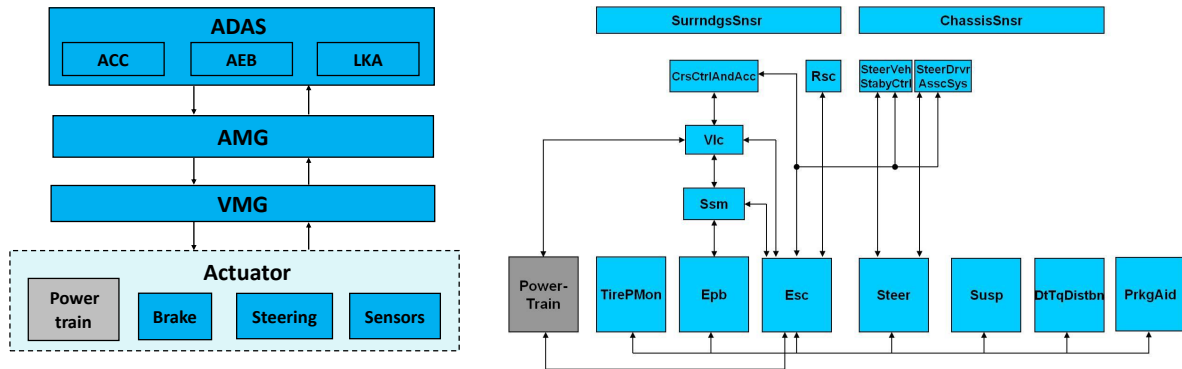 ADAS
ACC
AEB
LKA
AMG
VMG
Actuator
Power
train
Brake
Steering
Sensors
SurrndgsSnsr
ChassisSnsr
CrsCtrlAndAcc
Rsc
SteerVeh
StabyCtrl
SteerDrvr
AsscSys
Vlc
Ssm
Power-
Train
TirePMon
Epb
Esc
Steer
Susp
DtTqDistbn
PrkgAid